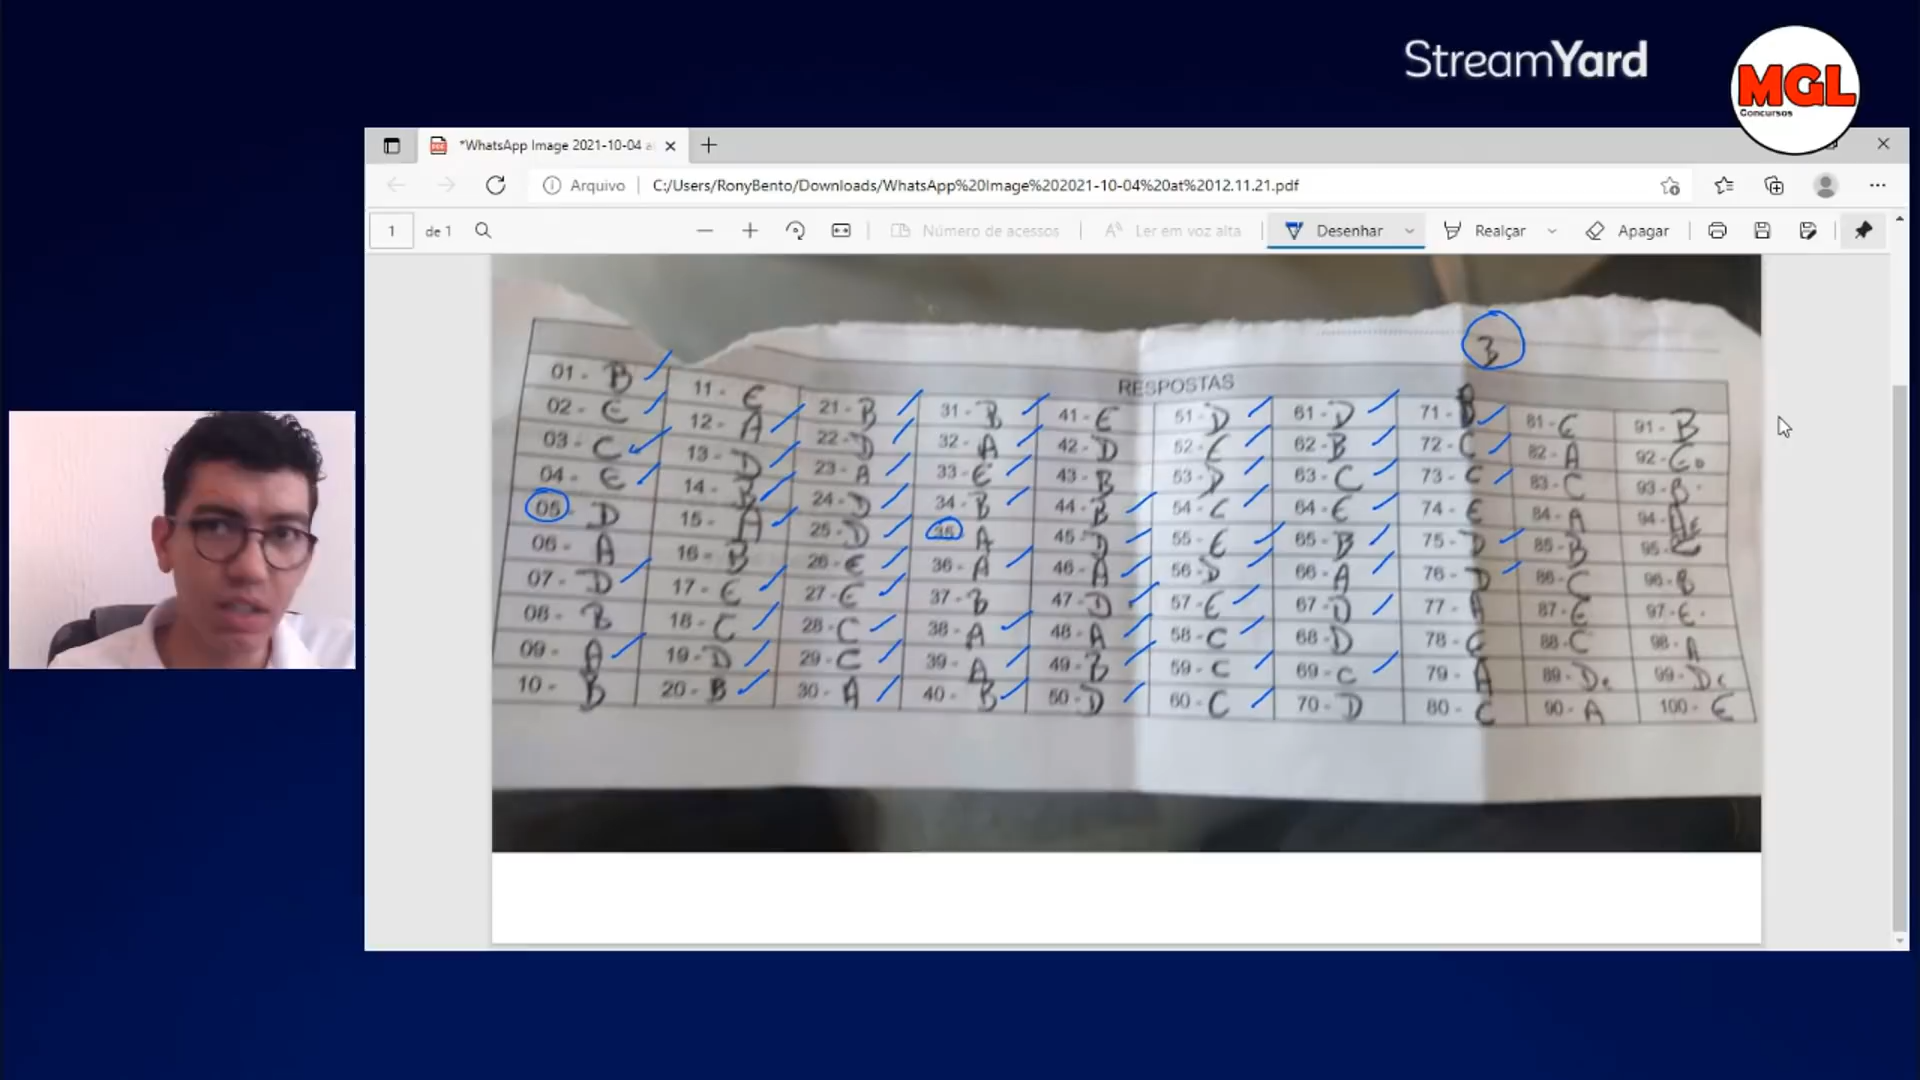 StreamYard
MGL
Concursos
*WhatsApp Image 2021-10-04 a
Arquivo C:/Users/RonyBento/Downloads/WhatsApp%20Image%202021-10-04%20at%2012.11.21.pdf
1 de 1 Número de acessos Ler em voz alta Desenhar Realçar Apagar
3
RESPOSTAS
01 - B 11 - E 21 - B 31 - B 41 - E 51 - D 61 - D 71 - B 81 - C 91 - B
02 - E 12 - A 22 - D 32 - A 42 - D 52 - E 62 - B 72 - C 82 - A 92 - E
03 - C 13 - D 23 - A 33 - E 43 - B 53 - D 63 - C 73 - E 83 - C 93 - B
04 - E 14 - B 24 - D 34 - B 44 - B 54 - C 64 - E 74 - E 84 - A 94 - A
05 - D 15 - A 25 - D 35 A 45 - D 55 - E 65 - B 75 - D 85 - B 95 -
06 - A 16 - B 26 - E 36 - A 46 - A 56 - D 66 - A 76 - D 86 - C 96 - B
07 - D 17 - E 27 - E 37 - B 47 - D 57 - E 67 - D 77 - A 87 - E 97 - E
08 - B 18 - C 28 - C 38 - A 48 - A 58 - C 68 - D 78 - 88 - C 98 - A
09 - A 19 - D 29 - C 39 - A 49 - B 59 - C 69 - C 79 - A 89 - D 99 - D
10 - B 20 - B 30 - A 40 - B 50 - D 60 - C 70 - D 80 - C 90 - A 100 - E